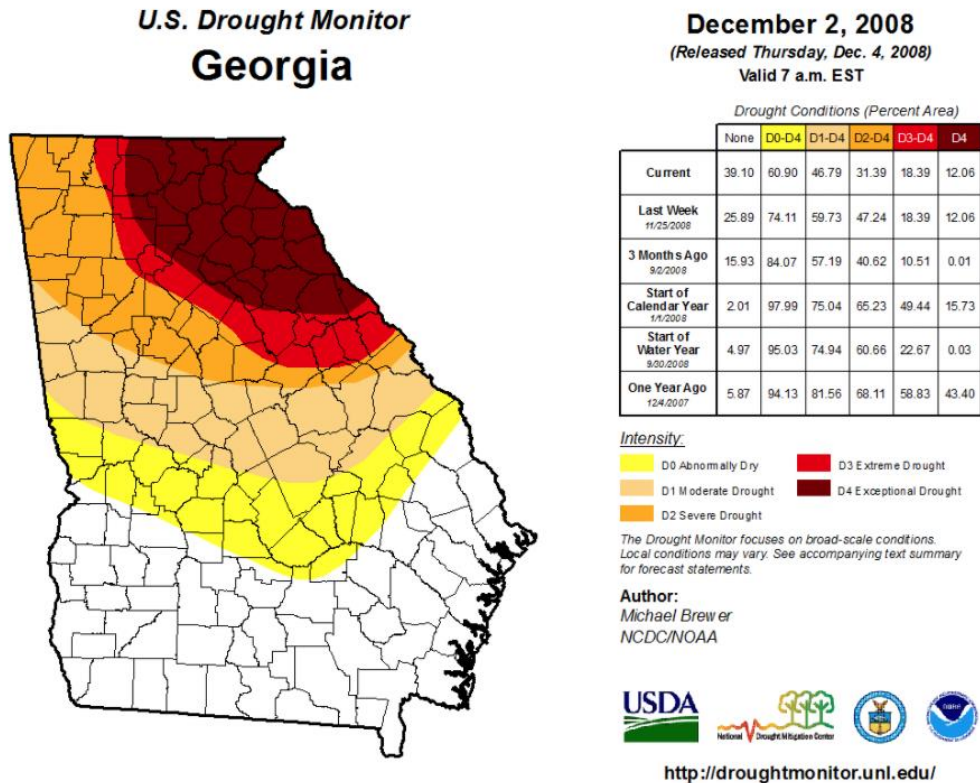 U.S. Drought Monitor
Georgia
December 2, 2008
(Released Thursday, Dec. 4, 2008)
Valid 7 a.m. EST
Drought Conditions (Percent Area)
None D0-D4 D1-D4 D2-D4 D3-D4 D4
Current 39.10 60.90 46.79 31.39 18.39 12.06
Last Week
11/25/2008
25.89 74.11 59.73 47.24 18.39 12.06
3 Months Ago
9/2/2008
15.93 84.07 57.19 40.62 10.51 0.01
Start of
Calendar Year
1/1/2008
2.01 97.99 75.04 65.23 49.44 15.73
Start of
Water Year
9/30/2008
4.97 95.03 74.94 60.66 22.67 0.03
One Year Ago
12/4/2007
5.87 94.13 81.56 68.11 58.83 43.40
Intensity:
D0 Abnormally Dry
D1 Moderate Drought
D2 Severe Drought
D3 Extreme Drought
D4 Exceptional Drought
The Drought Monitor focuses on broad-scale conditions.
Local conditions may vary. See accompanying text summary
for forecast statements.
Author:
Michael Brewer
NCDC/NOAA
USDA
National Drought Mitigation Center
NOAA
http://droughtmonitor.unl.edu/